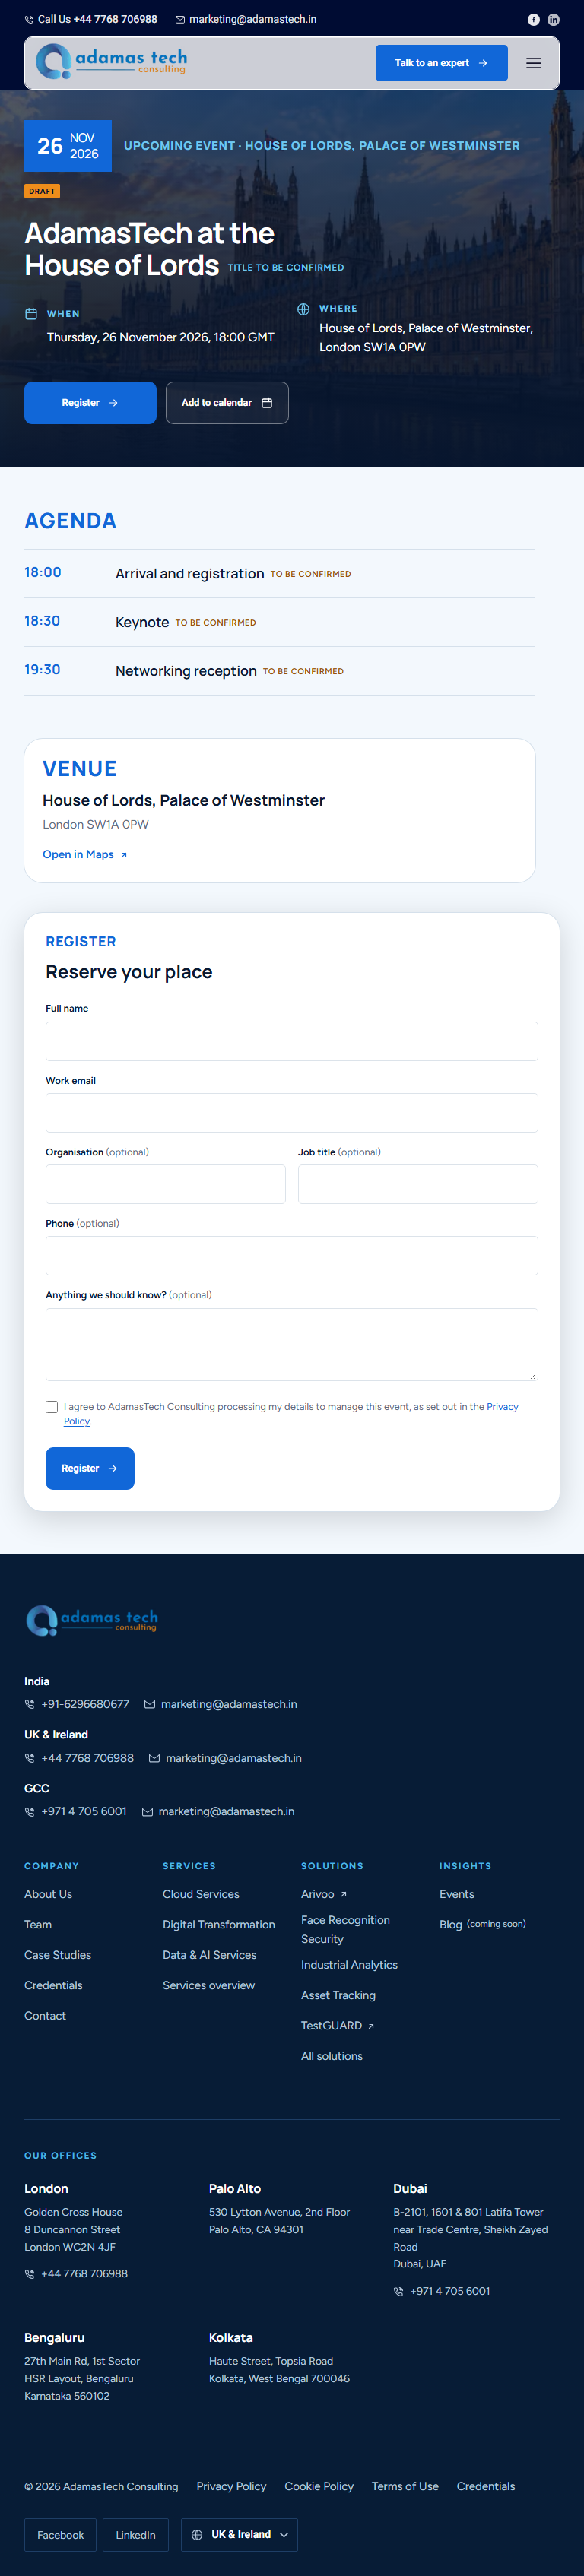 Call Us +44 7768 706988 marketing@adamastech.in
adamas tech
consulting
Talk to an expert
26 NOV
2026
UPCOMING EVENT · HOUSE OF LORDS, PALACE OF WESTMINSTER
DRAFT
AdamasTech at the
House of Lords TITLE TO BE CONFIRMED
WHEN
Thursday, 26 November 2026, 18:00 GMT
WHERE
House of Lords, Palace of Westminster,
London SW1A 0PW
Register
Add to calendar
AGENDA
18:00 Arrival and registration TO BE CONFIRMED
18:30 Keynote TO BE CONFIRMED
19:30 Networking reception TO BE CONFIRMED
VENUE
House of Lords, Palace of Westminster
London SW1A 0PW
Open in Maps
REGISTER
Reserve your place
Full name
Work email
Organisation (optional) Job title (optional)
Phone (optional)
Anything we should know? (optional)
I agree to AdamasTech Consulting processing my details to manage this event, as set out in the Privacy
Policy.
Register
adamas tech
consulting
India
+91-6296680677 marketing@adamastech.in
UK & Ireland
+44 7768 706988 marketing@adamastech.in
GCC
+971 4 705 6001 marketing@adamastech.in
COMPANY
About Us
Team
Case Studies
Credentials
Contact
SERVICES
Cloud Services
Digital Transformation
Data & AI Services
Services overview
SOLUTIONS
Arivoo
Face Recognition
Security
Industrial Analytics
Asset Tracking
TestGUARD
All solutions
INSIGHTS
Events
Blog (coming soon)
OUR OFFICES
London
Golden Cross House
8 Duncannon Street
London WC2N 4JF
+44 7768 706988
Palo Alto
530 Lytton Avenue, 2nd Floor
Palo Alto, CA 94301
Dubai
B-2101, 1601 & 801 Latifa Tower
near Trade Centre, Sheikh Zayed
Road
Dubai, UAE
+971 4 705 6001
Bengaluru
27th Main Rd, 1st Sector
HSR Layout, Bengaluru
Karnataka 560102
Kolkata
Haute Street, Topsia Road
Kolkata, West Bengal 700046
© 2026 AdamasTech Consulting Privacy Policy Cookie Policy Terms of Use Credentials
Facebook LinkedIn UK & Ireland